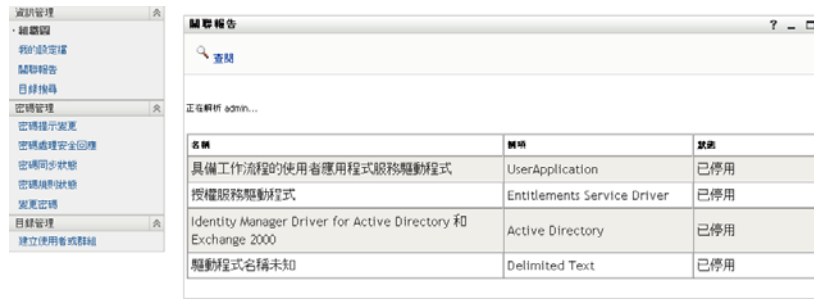 資訊管理
· 組織圖
我的設定檔
關聯報告
目錄搜尋
密碼管理
密碼提示變更
密碼處理安全回應
密碼同步狀態
密碼規則狀態
變更密碼
目錄管理
建立使用者或群組
關聯報告
查閱
正在解析 admin...
名稱 關聯 狀態
具備工作流程的使用者應用程式服務驅動程式 UserApplication 已停用
授權服務驅動程式 Entitlements Service Driver 已停用
Identity Manager Driver for Active Directory 和
Exchange 2000 Active Directory 已停用
驅動程式名稱未知 Delimited Text 已停用